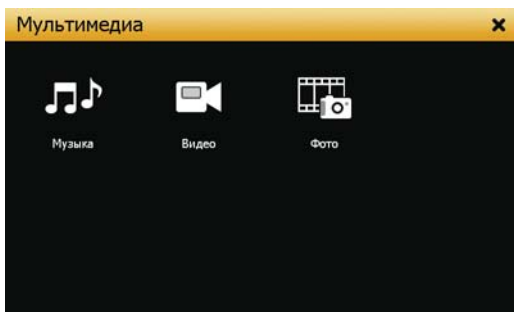 Мультимедиа
Музыка Видео Фото